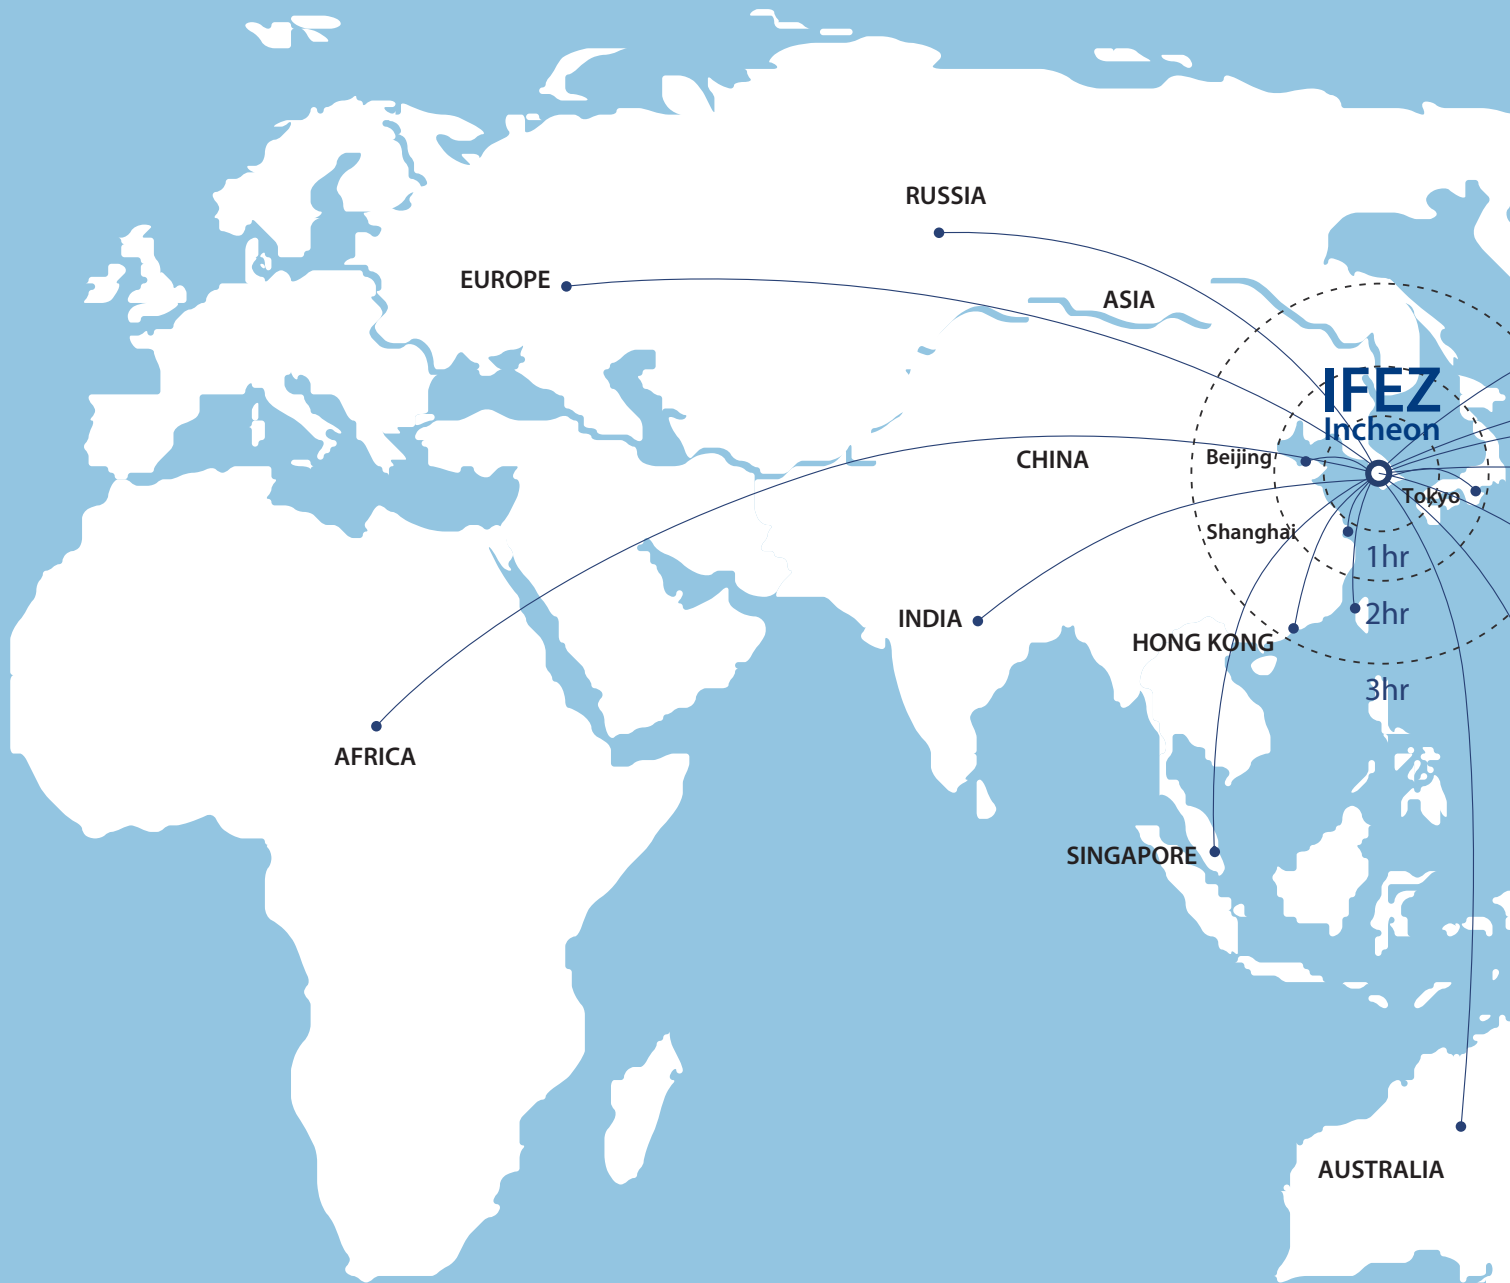 RUSSIA
EUROPE
ASIA
IFEZ
Incheon
CHINA
Beijing
Tokyo
Shanghai
1hr
INDIA
2hr
HONG KONG
3hr
AFRICA
SINGAPORE
AUSTRALIA